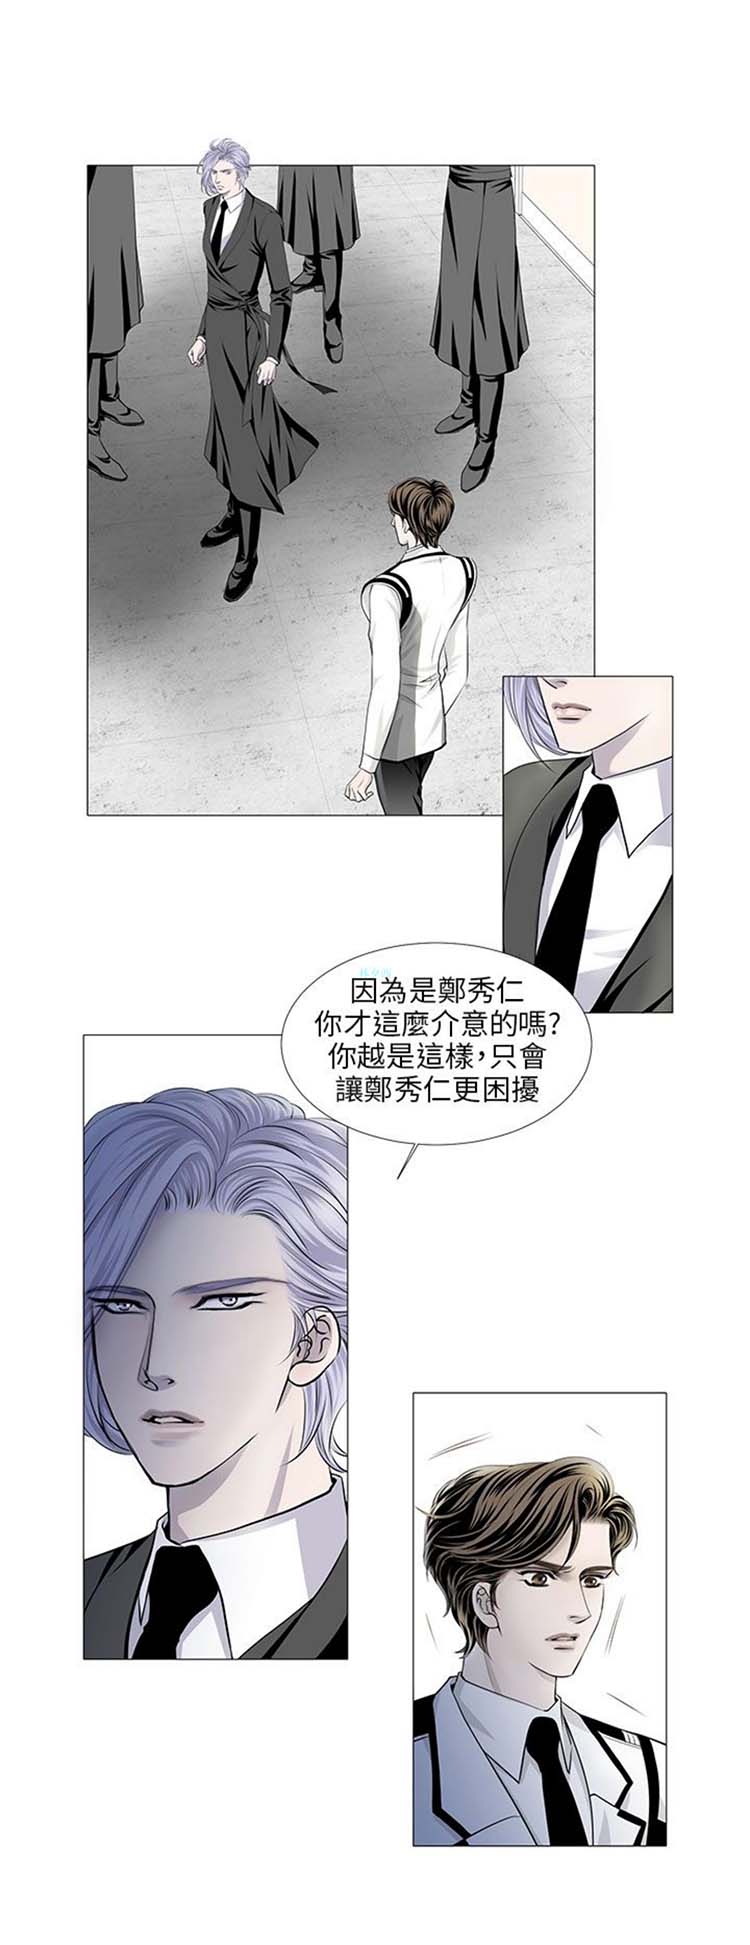 因為是鄭秀仁
你才這麼介意的嗎?
你越是這樣,只會
讓鄭秀仁更困擾